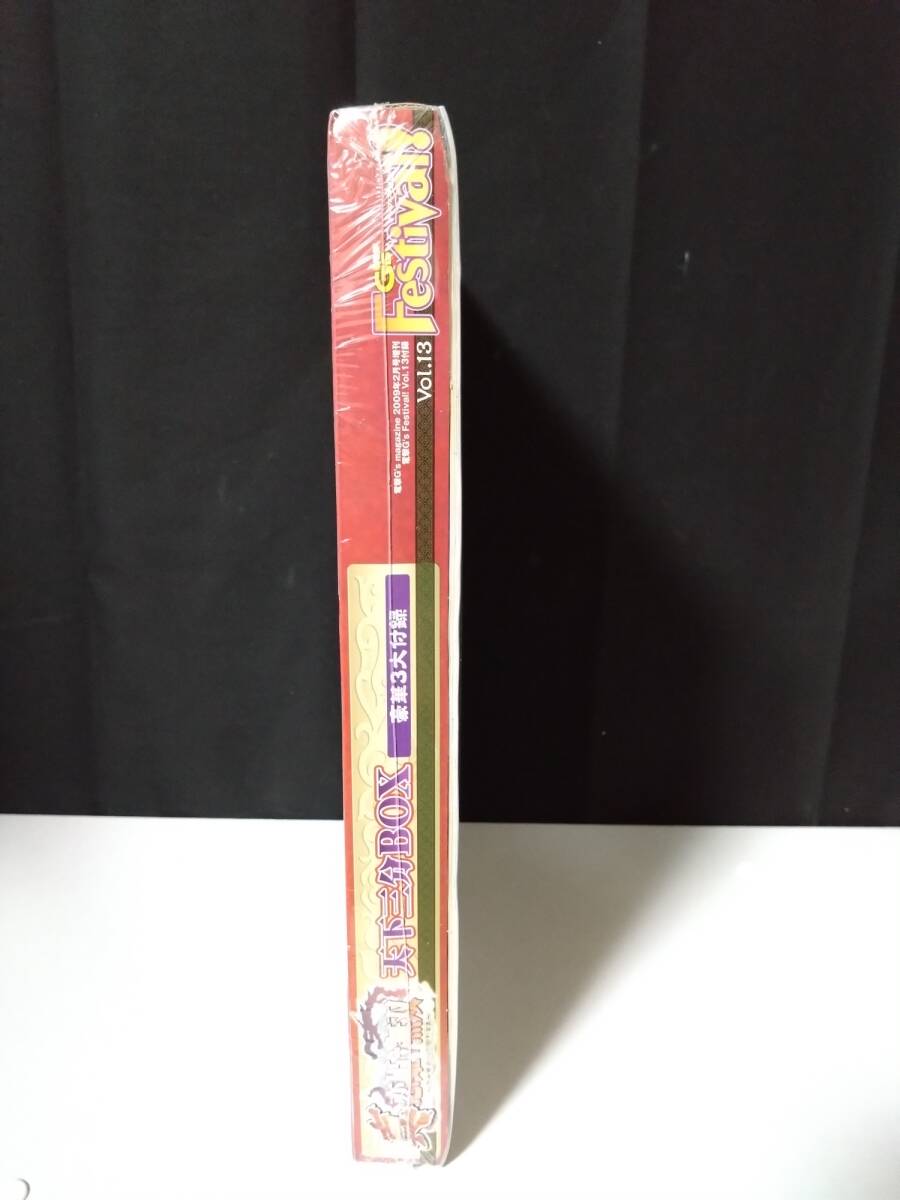 G's
Festival!
Vol.13
電撃G's magazine 2009年2月号増刊
電撃G's Festival! Vol.13付録
豪華3大付録
天下三分BOX